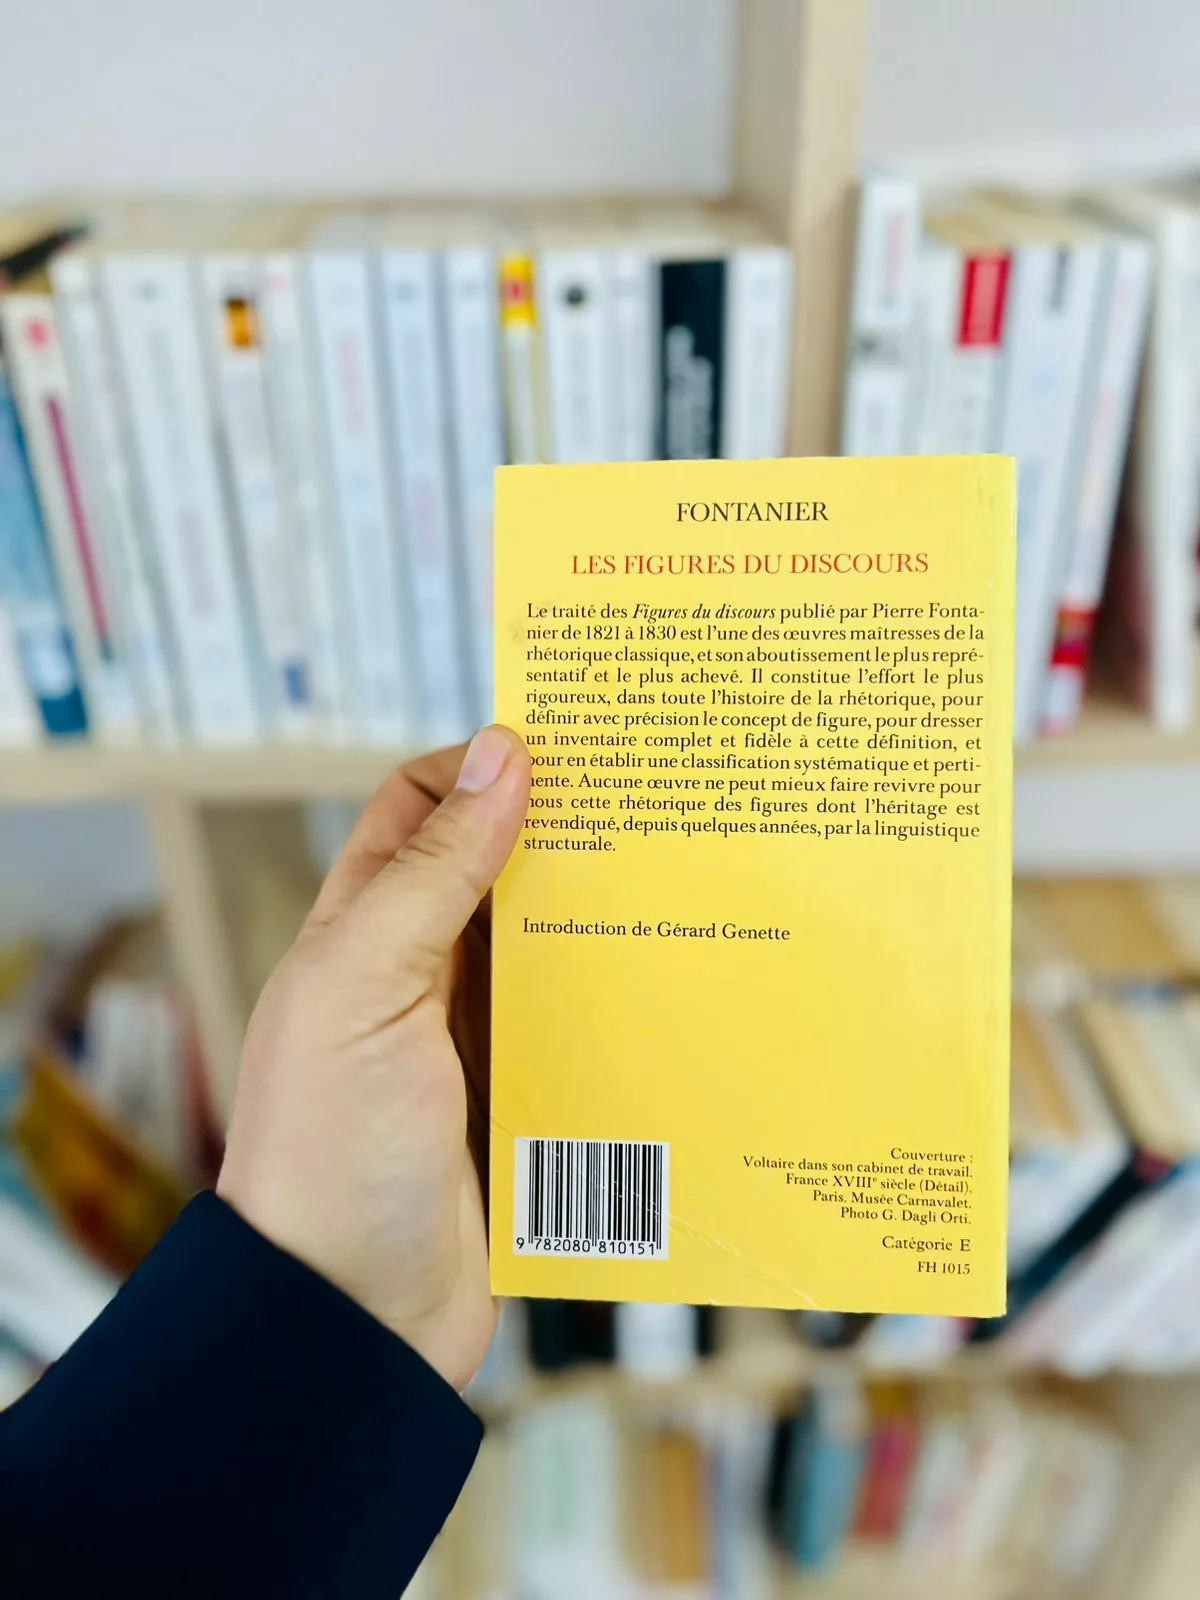 FONTANIER
LES FIGURES DU DISCOURS
Le traité des Figures du discours publié par Pierre Fonta-
nier de 1821 à 1830 est l'une des œuvres maîtresses de la
rhétorique classique, et son aboutissement le plus repré-
sentatif et le plus achevé. Il constitue l'effort le plus
rigoureux, dans toute l'histoire de la rhétorique, pour
définir avec précision le concept de figure, pour dresser
un inventaire complet et fidèle à cette définition, et
pour en établir une classification systématique et perti-
nente. Aucune œuvre ne peut mieux faire revivre pour
nous cette rhétorique des figures dont l'héritage est
revendiqué, depuis quelques années, par la linguistique
structurale.
Introduction de Gérard Genette
Couverture :
Voltaire dans son cabinet de travail.
France XVIIIe siècle (Détail).
Paris. Musée Carnavalet.
Photo G. Dagli Orti.
Catégorie E
FH 1015
9 782080 810151